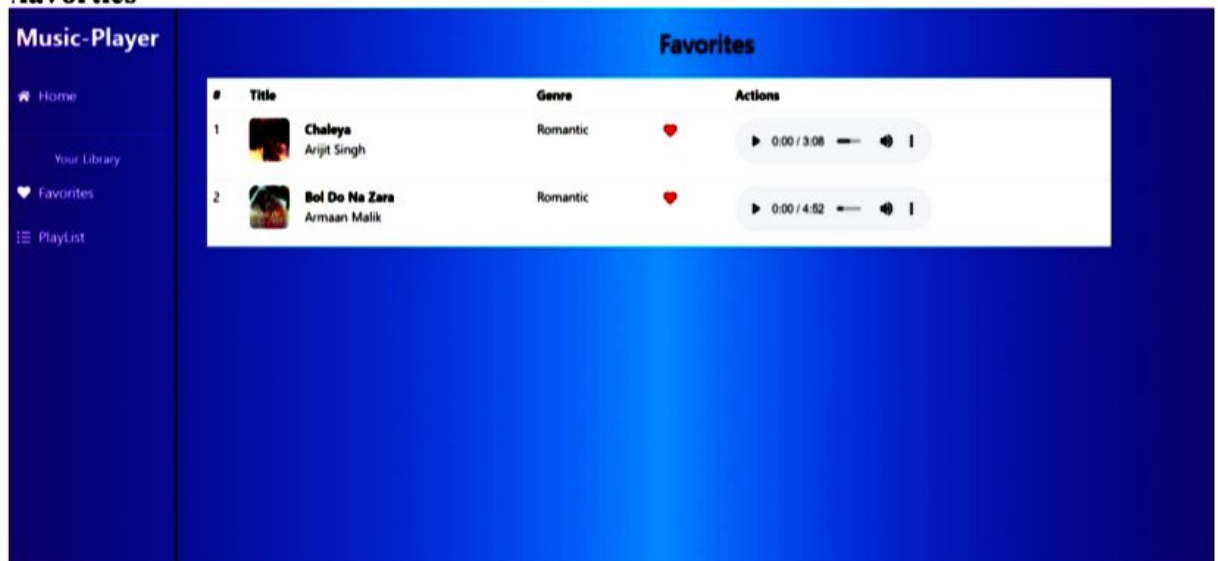 Music-Player
Home
Your Library
Favorites
PlayList
Favorites
# Title Genre Actions
1 Chaleya Romantic 0:00 / 3:08
Arijit Singh
2 Bol Do Na Zara Romantic 0:00 / 4:52
Armaan Malik